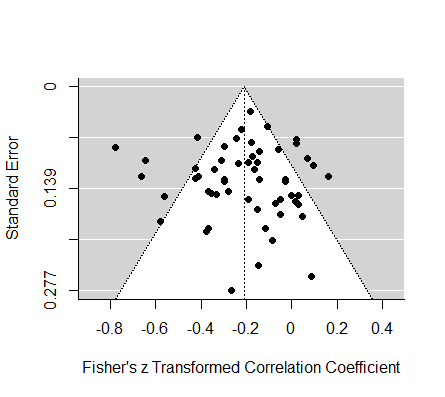 Standard Error
0
0.139
0.277
-0.8 -0.6 -0.4 -0.2 0 0.2 0.4
Fisher's z Transformed Correlation Coefficient